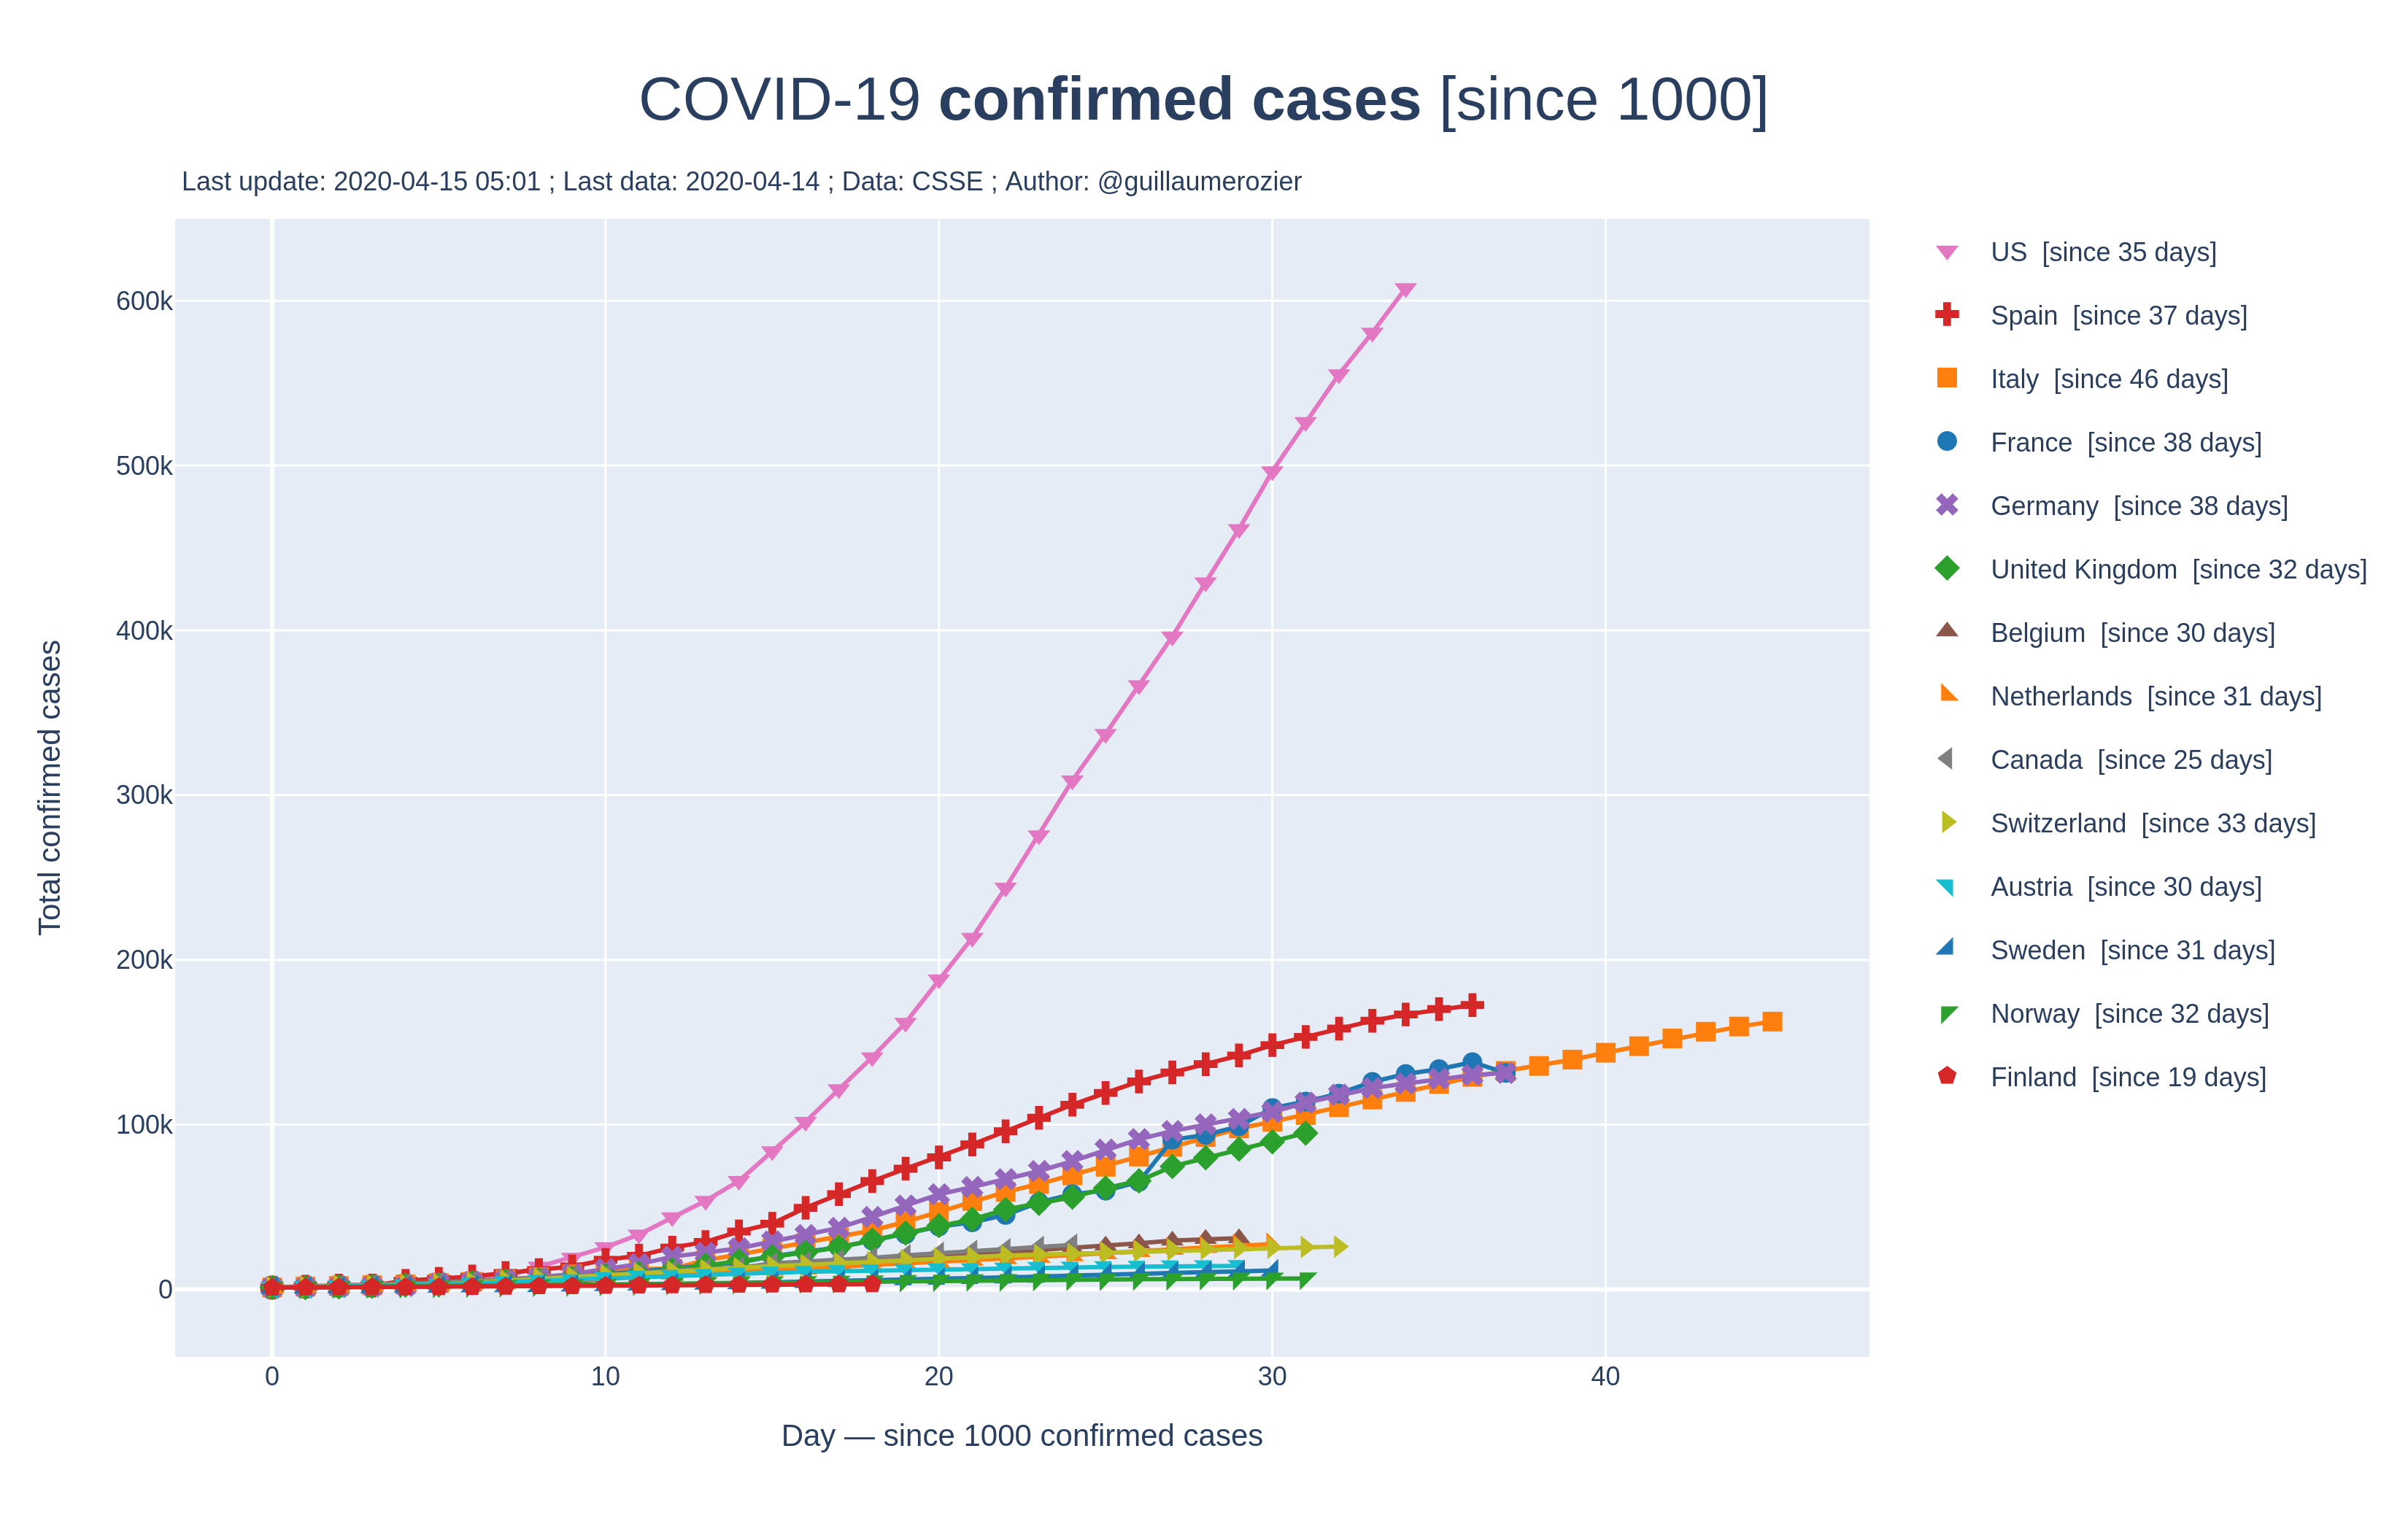 COVID-19 confirmed cases [since 1000]
Last update: 2020-04-15 05:01 ; Last data: 2020-04-14 ; Data: CSSE ; Author: @guillaumerozier
600k
500k
400k
300k
200k
100k
0
Total confirmed cases
0 10 20 30 40
Day — since 1000 confirmed cases
US [since 35 days]
Spain [since 37 days]
Italy [since 46 days]
France [since 38 days]
Germany [since 38 days]
United Kingdom [since 32 days]
Belgium [since 30 days]
Netherlands [since 31 days]
Canada [since 25 days]
Switzerland [since 33 days]
Austria [since 30 days]
Sweden [since 31 days]
Norway [since 32 days]
Finland [since 19 days]